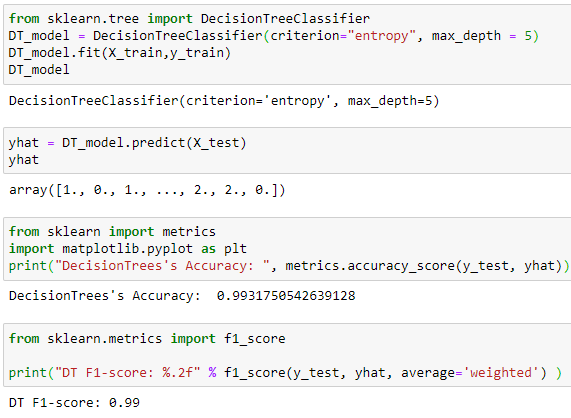 from sklearn.tree import DecisionTreeClassifier
DT_model = DecisionTreeClassifier(criterion="entropy", max_depth = 5)
DT_model.fit(X_train,y_train)
DT_model
DecisionTreeClassifier(criterion='entropy', max_depth=5)
yhat = DT_model.predict(X_test)
yhat
array([1., 0., 1., ..., 2., 2., 0.])
from sklearn import metrics
import matplotlib.pyplot as plt
print("DecisionTrees's Accuracy: ", metrics.accuracy_score(y_test, yhat))
DecisionTrees's Accuracy:  0.9931750542639128
from sklearn.metrics import f1_score
print("DT F1-score: %.2f" % f1_score(y_test, yhat, average='weighted') )
DT F1-score: 0.99